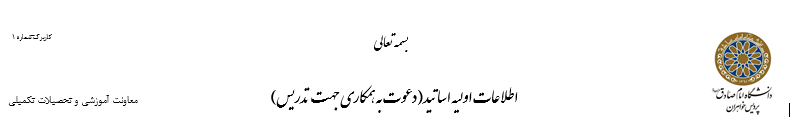 بسمه تعالی
کاربرگ شماره ۱
اطلاعات اولیه اساتید (دعوت به همکاری جهت تدریس)
معاونت آموزشی و تحصیلات تکمیلی
دانشگاه امام صادق
پردیس خواهران